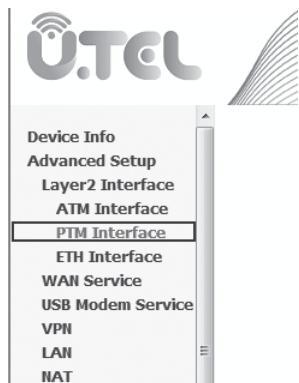 U.TEL
Device Info
Advanced Setup
Layer2 Interface
ATM Interface
PTM Interface
ETH Interface
WAN Service
USB Modem Service
VPN
LAN
NAT